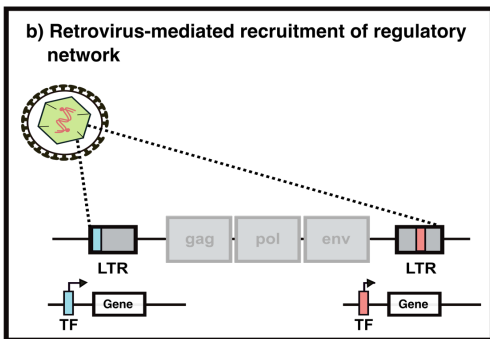 b) Retrovirus-mediated recruitment of regulatory
network
gag pol env
LTR LTR
Gene Gene
TF TF